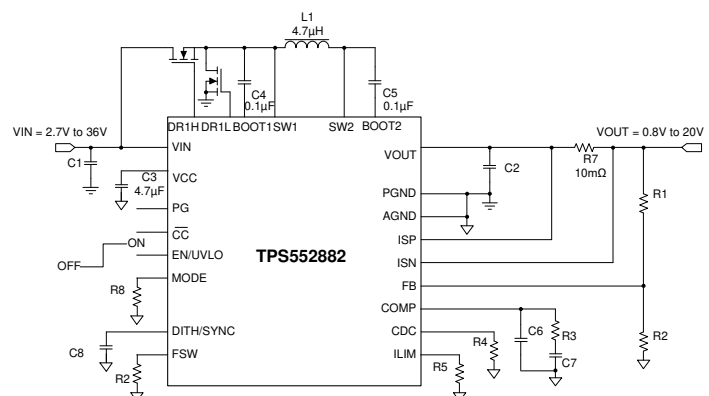 L1
4.7µH
C4
0.1µF
C5
0.1µF
DR1H DR1L BOOT1 SW1 SW2 BOOT2
VIN = 2.7V to 36V
VOUT = 0.8V to 20V
C1
VIN
VOUT
C2
R7
10mΩ
C3
4.7µF
VCC
PG
CC
ON
OFF
EN/UVLO
MODE
R8
DITH/SYNC
C8
FSW
R2
TPS552882
PGND
AGND
ISP
ISN
FB
COMP
CDC
ILIM
R1
R2
C6
R3
C7
R4
R5